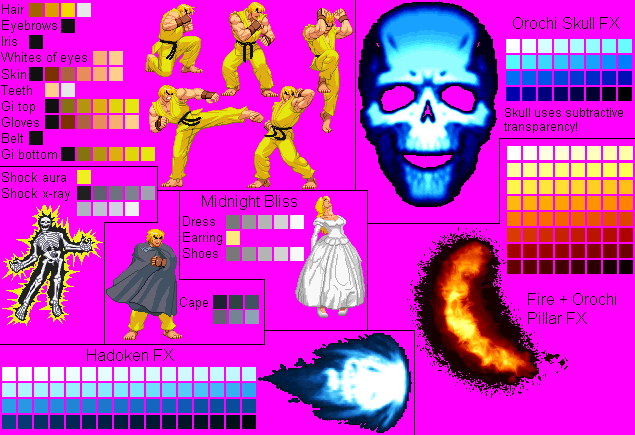 Hair
Eyebrows
Iris
Whites of eyes
Skin
Teeth
Gi top
Gloves
Belt
Gi bottom
Shock aura
Shock x-ray
Midnight Bliss
Dress
Earring
Shoes
Cape
Orochi Skull FX
Skull uses subtractive
transparency!
Fire + Orochi
Pillar FX
Hadoken FX